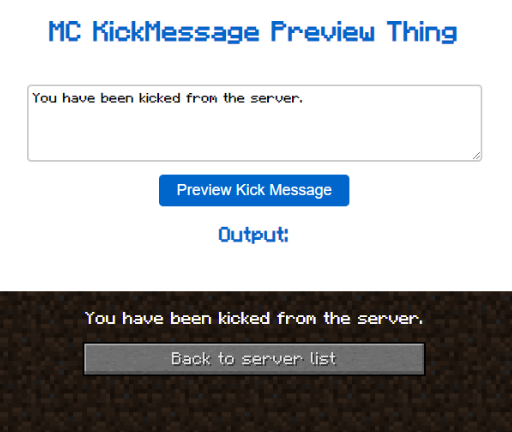 MC KickMessage Preview Thing
You have been kicked from the server.
Preview Kick Message
Output:
You have been kicked from the server.
Back to server list